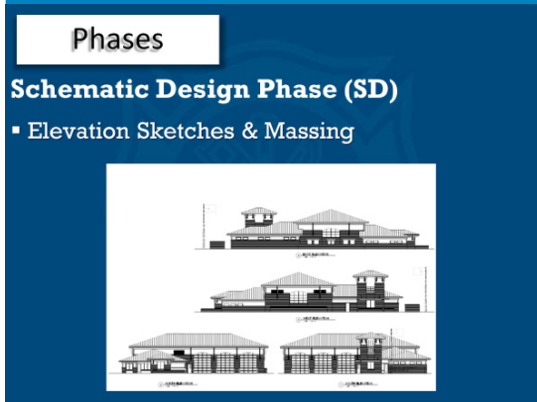 Phases
Schematic Design Phase (SD)
▪ Elevation Sketches & Massing